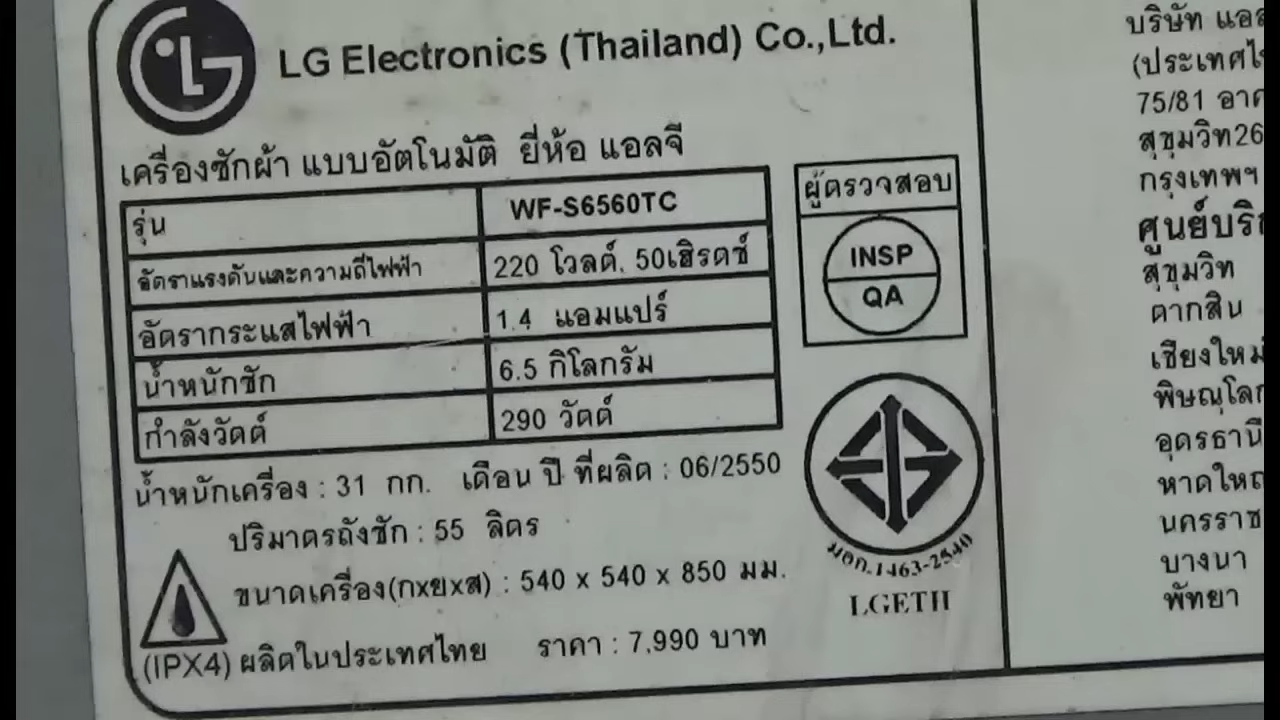 LG LG Electronics (Thailand) Co.,Ltd.
เครื่องซักผ้า แบบอัตโนมัติ ยี่ห้อ แอลจี
รุ่น WF-S6560TC
อัตราแรงดันและความถี่ไฟฟ้า 220 โวลต์. 50เฮิรตซ์
อัตรากระแสไฟฟ้า 1.4 แอมแปร์
น้ำหนักซัก 6.5 กิโลกรัม
กำลังวัตต์ 290 วัตต์
น้ำหนักเครื่อง : 31 กก. เดือน ปี ที่ผลิต : 06/2550
ปริมาตรถังซัก : 55 ลิตร
ขนาดเครื่อง(กxยxส) : 540 x 540 x 850 มม.
(IPX4) ผลิตในประเทศไทย ราคา : 7,990 บาท
ผู้ตรวจสอบ
INSP
QA
มอก.1463-2540
LGETH
บริษัท แอล
(ประเทศไ
75/81 อาค
สุขุมวิท26
กรุงเทพฯ
ศูนย์บริก
สุขุมวิท
ตากสิน
เชียงใหม่
พิษณุโลก
อุดรธานี
หาดใหญ
นครราช
บางนา
พัทยา